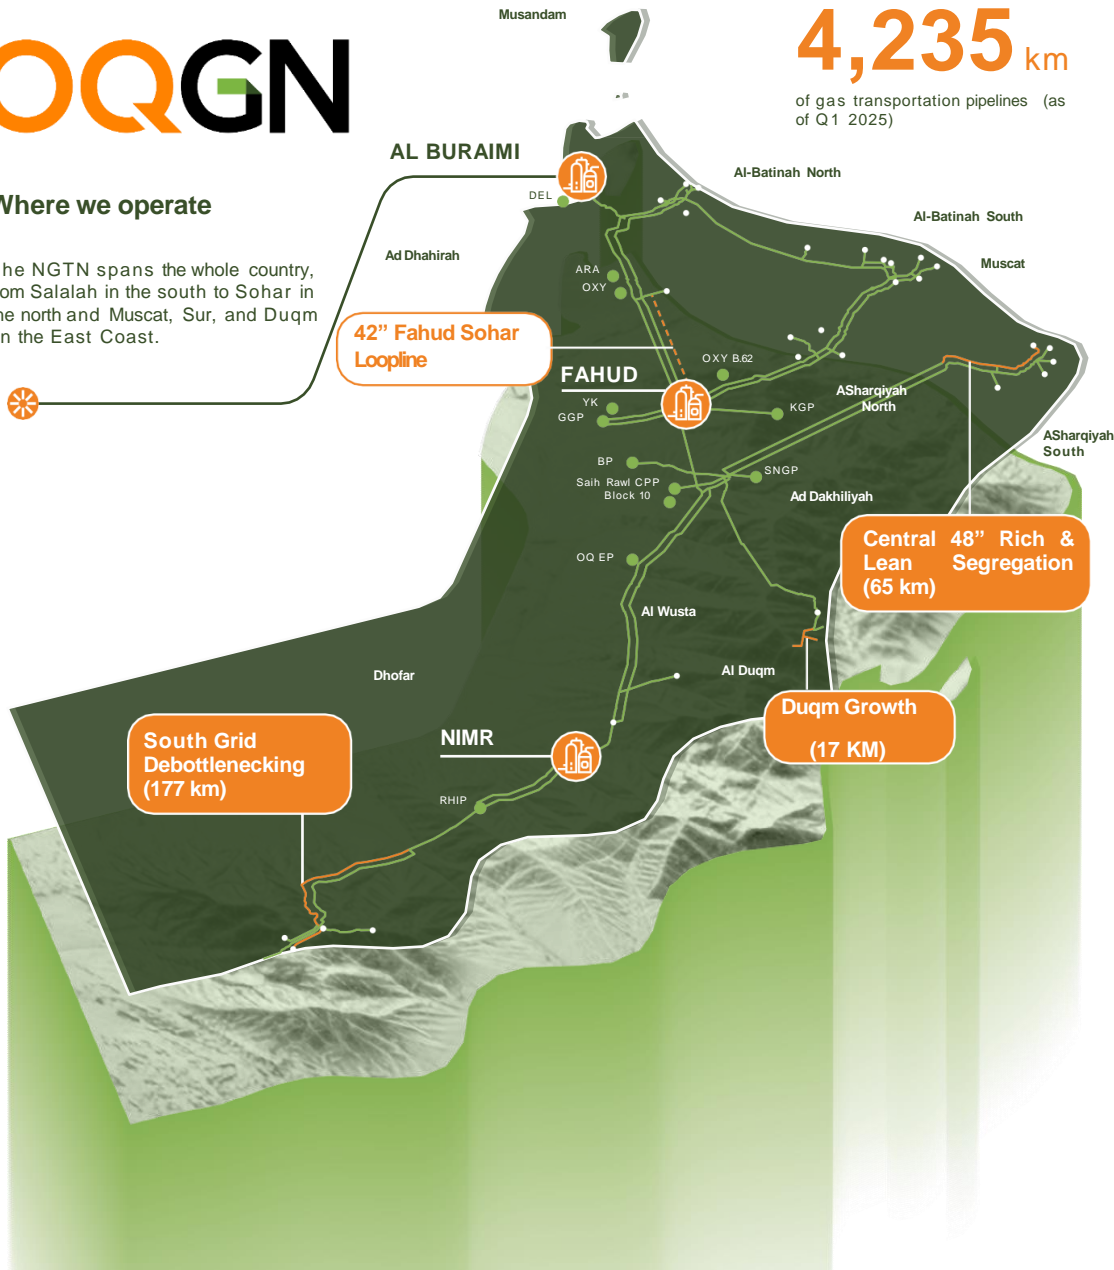 Musandam
4,235 km
of gas transportation pipelines (as
of Q1 2025)
OQGN
AL BURAIMI
Al-Batinah North
DEL
Where we operate
Al-Batinah South
Ad Dhahirah
Muscat
he NGTN spans the whole country,
om Salalah in the south to Sohar in
he north and Muscat, Sur, and Duqm
n the East Coast.
ARA
OXY
42” Fahud Sohar
Loopline
OXY B.62
FAHUD
ASharqiyah
North
YK
GGP
KGP
ASharqiyah
South
BP
SNGP
Saih Rawl CPP
Block 10
Ad Dakhiliyah
Central 48” Rich &
Lean Segregation
(65 km)
OQ EP
Al Wusta
Al Duqm
Dhofar
Duqm Growth
(17 KM)
South Grid
Debottlenecking
(177 km)
NIMR
RHIP